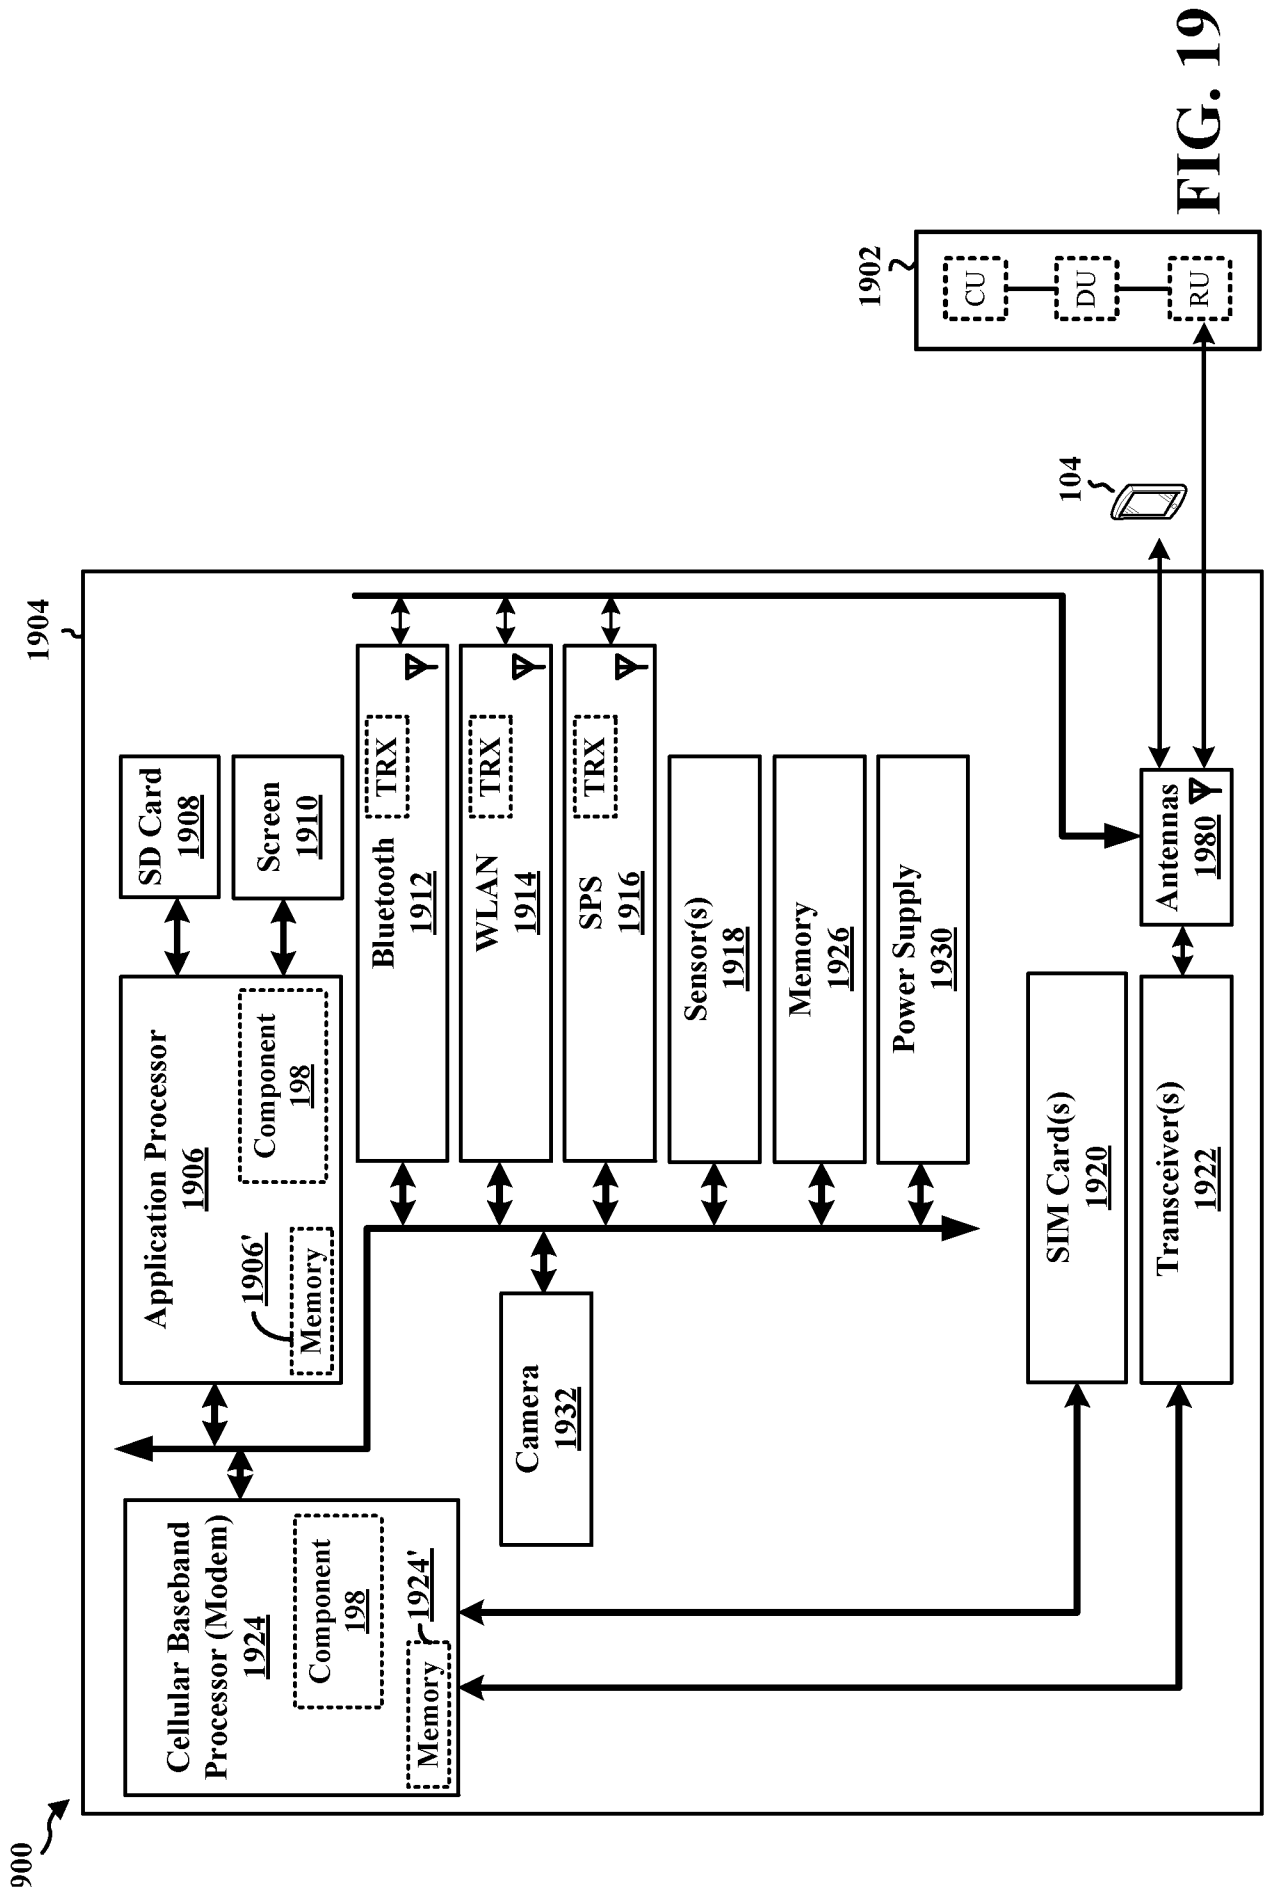 900
1904
Cellular Baseband
Processor (Modem)
1924
Component
198
Memory
1924'
Application Processor
1906
1906'
Memory
Component
198
SD Card
1908
Screen
1910
Bluetooth
1912
TRX
WLAN
1914
TRX
SPS
1916
TRX
Camera
1932
Sensor(s)
1918
Memory
1926
Power Supply
1930
SIM Card(s)
1920
Transceiver(s)
1922
Antennas
1980
104
1902
CU
DU
RU
FIG. 19